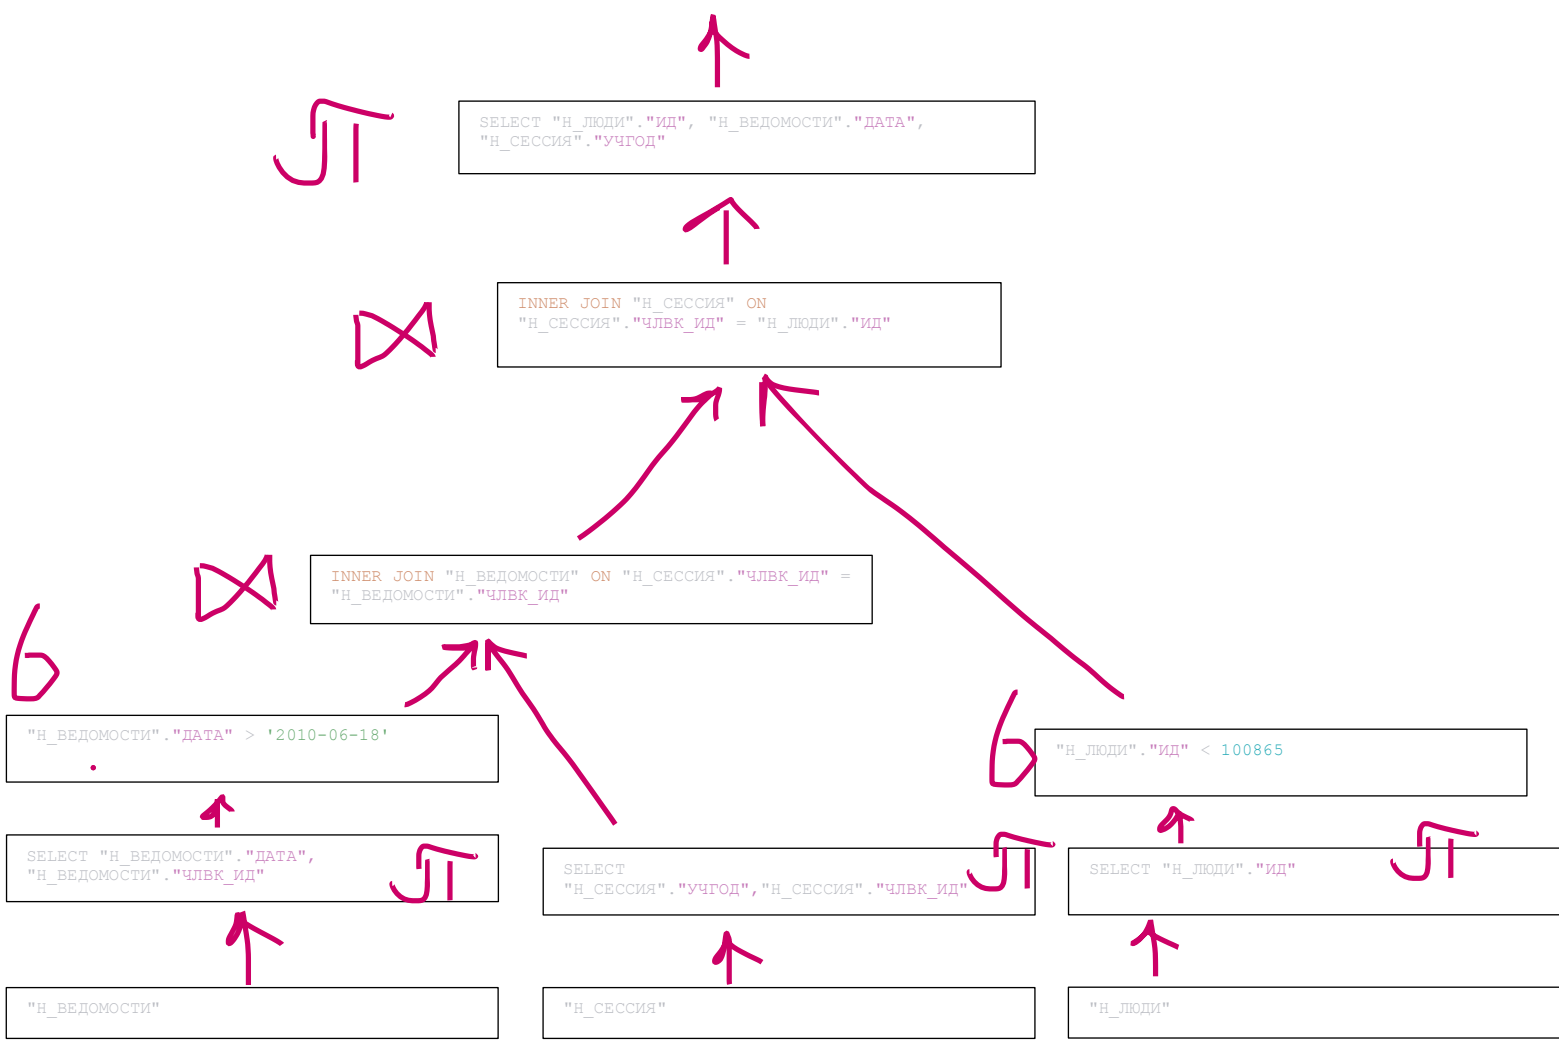 π
SELECT "Н_ЛЮДИ"."ИД", "Н_ВЕДОМОСТИ"."ДАТА",
"Н_СЕССИЯ"."УЧГОД"
⋈
INNER JOIN "Н_СЕССИЯ" ON
"Н_СЕССИЯ"."ЧЛВК_ИД" = "Н_ЛЮДИ"."ИД"
⋈
INNER JOIN "Н_ВЕДОМОСТИ" ON "Н_СЕССИЯ"."ЧЛВК_ИД" =
"Н_ВЕДОМОСТИ"."ЧЛВК_ИД"
б
"Н_ВЕДОМОСТИ"."ДАТА" > '2010-06-18'
б
"Н_ЛЮДИ"."ИД" < 100865
SELECT "Н_ВЕДОМОСТИ"."ДАТА",
"Н_ВЕДОМОСТИ"."ЧЛВК_ИД"
π
SELECT
"Н_СЕССИЯ"."УЧГОД","Н_СЕССИЯ"."ЧЛВК_ИД"
π
SELECT "Н_ЛЮДИ"."ИД"
π
"Н_ВЕДОМОСТИ"
"Н_СЕССИЯ"
"Н_ЛЮДИ"